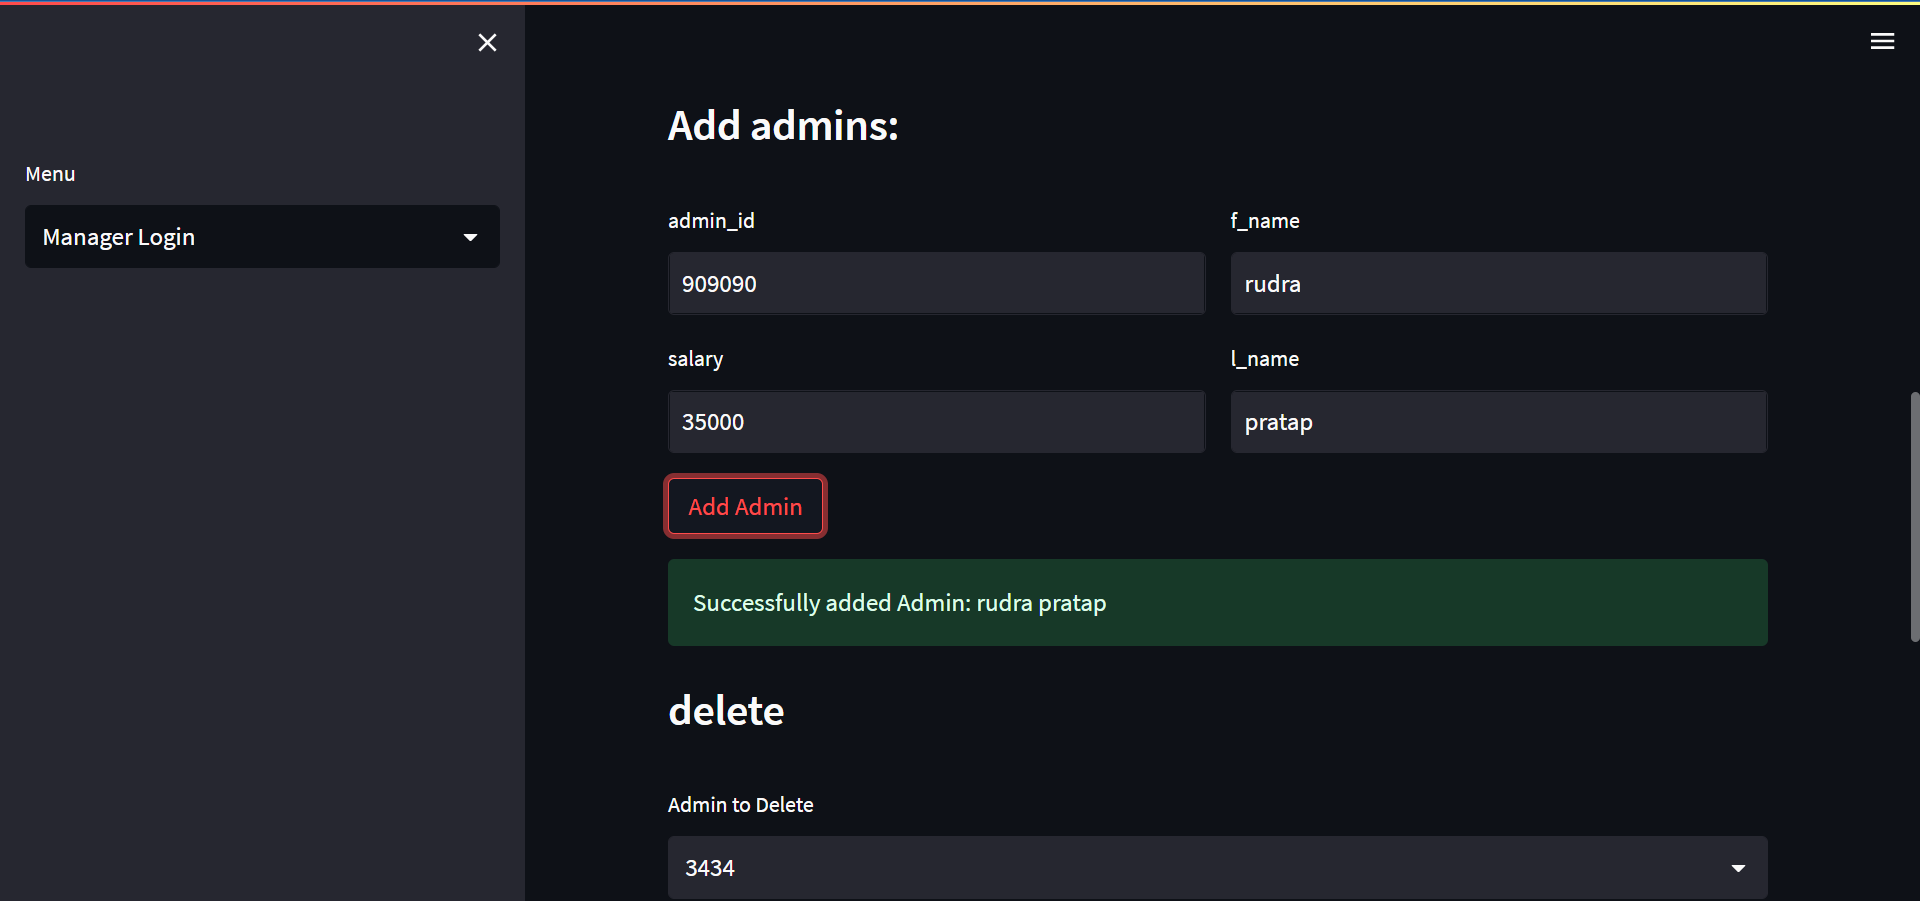 Menu
Manager Login
Add admins:
admin_id
f_name
909090
rudra
salary
l_name
35000
pratap
Add Admin
Successfully added Admin: rudra pratap
delete
Admin to Delete
3434